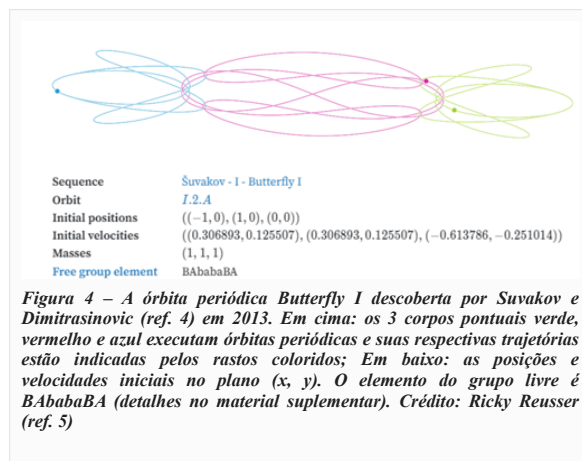 Sequence Šuvakov - I - Butterfly I
Orbit I.2.A
Initial positions ((−1, 0), (1, 0), (0, 0))
Initial velocities ((0.306893, 0.125507), (0.306893, 0.125507), (−0.613786, −0.251014))
Masses (1, 1, 1)
Free group element BAbabaBA
Figura 4 – A órbita periódica Butterfly I descoberta por Suvakov e
Dimitrasinovic (ref. 4) em 2013. Em cima: os 3 corpos pontuais verde,
vermelho e azul executam órbitas periódicas e suas respectivas trajetórias
estão indicadas pelos rastos coloridos; Em baixo: as posições e
velocidades iniciais no plano (x, y). O elemento do grupo livre é
BAbabaBA (detalhes no material suplementar). Crédito: Ricky Reusser
(ref. 5)